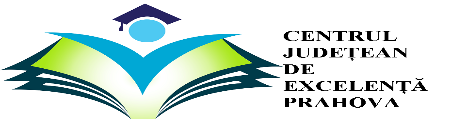 CENTRUL
JUDEȚEAN
DE
EXCELENȚĂ
PRAHOVA